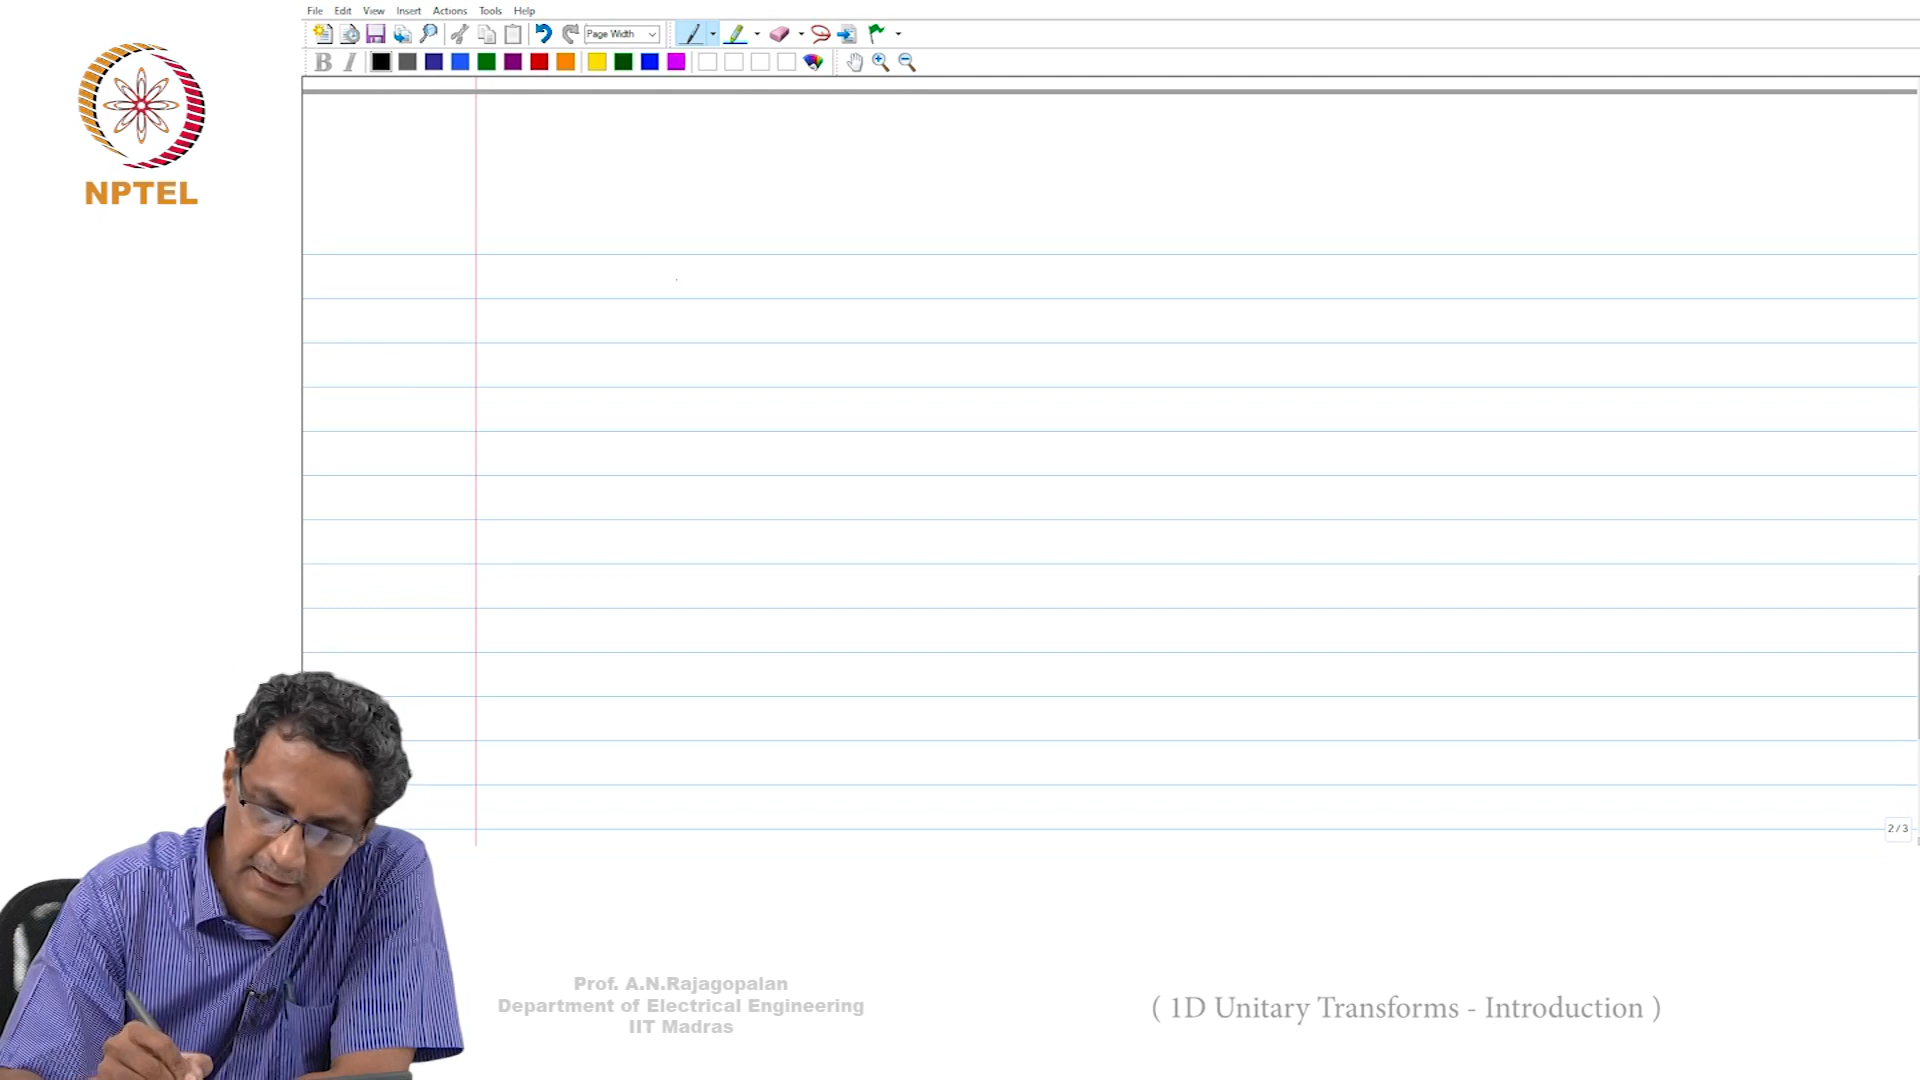 File Edit View Insert Actions Tools Help
Page Width
B I
NPTEL
2 / 3
Prof. A.N.Rajagopalan
Department of Electrical Engineering
IIT Madras
( 1D Unitary Transforms - Introduction )